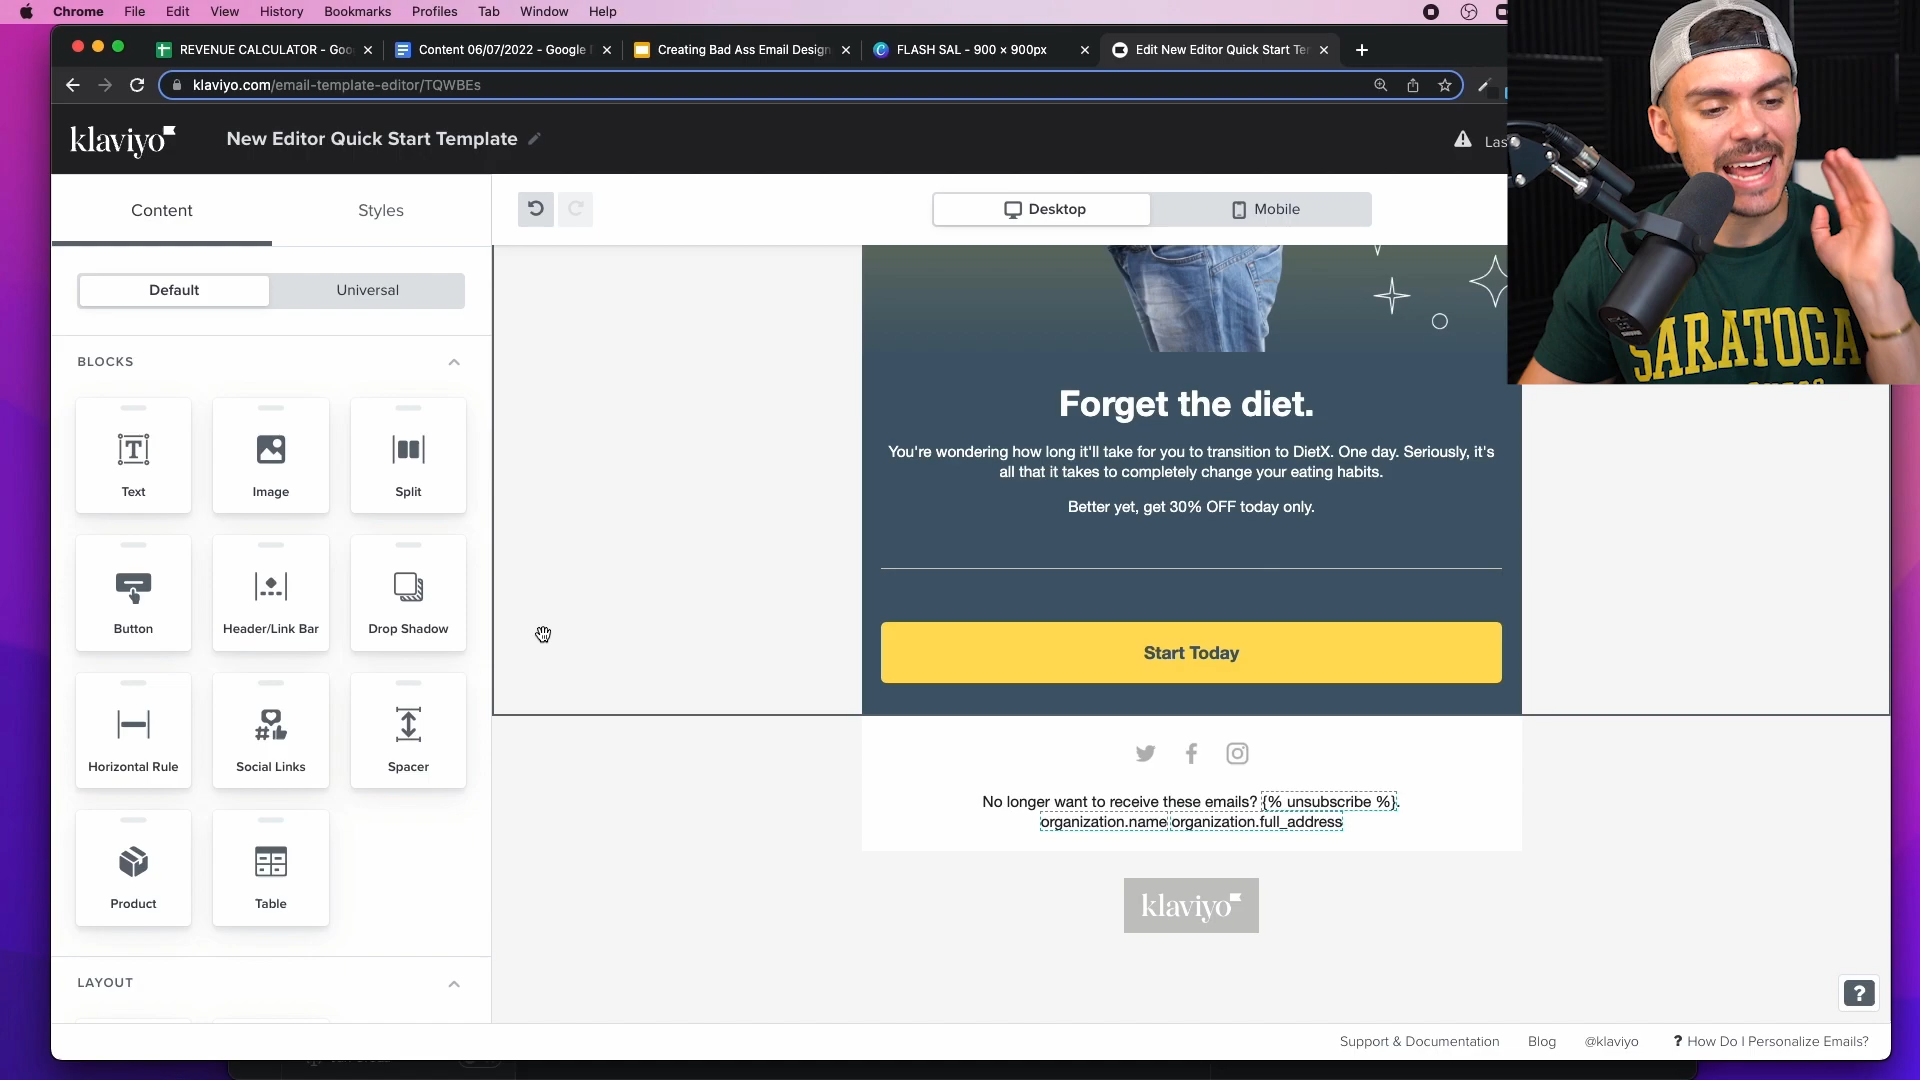 Chrome File Edit View History Bookmarks Profiles Tab Window Help
REVENUE CALCULATOR - Goo
Content 06/07/2022 - Google
Creating Bad Ass Email Design
FLASH SAL - 900 × 900px
Edit New Editor Quick Start Ter
klaviyo.com/email-template-editor/TQWBEs
klaviyo
New Editor Quick Start Template
Las
Content
Styles
Desktop
Mobile
Default
Universal
BLOCKS
Text
Image
Split
Button
Header/Link Bar
Drop Shadow
Horizontal Rule
Social Links
Spacer
Product
Table
LAYOUT
SARATOGA
Forget the diet.
You're wondering how long it'll take for you to transition to DietX. One day. Seriously, it's
all that it takes to completely change your eating habits.
Better yet, get 30% OFF today only.
Start Today
No longer want to receive these emails? {% unsubscribe %}.
organization.name organization.full_address
klaviyo
?
Support & Documentation
Blog
@klaviyo
? How Do I Personalize Emails?